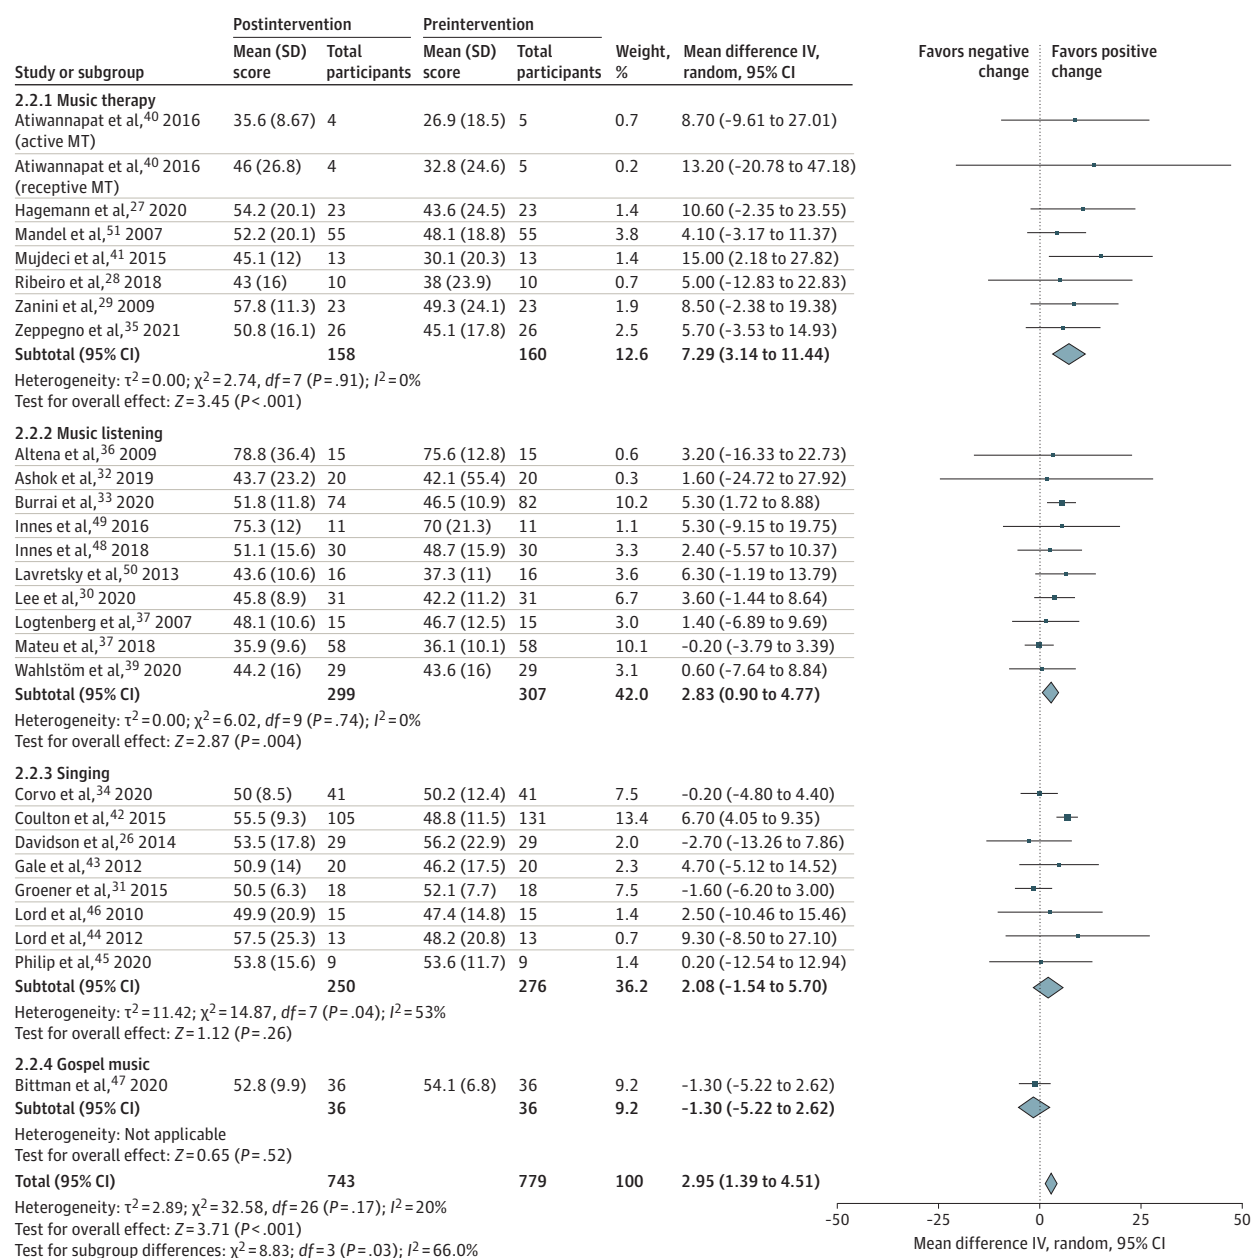 Postintervention Preintervention
Mean (SD) Total Mean (SD) Total Weight, Mean difference IV, Favors negative Favors positive
Study or subgroup score participants score participants % random, 95% CI change change
2.2.1 Music therapy
Atiwannapat et al,40 2016 35.6 (8.67) 4 26.9 (18.5) 5 0.7 8.70 (-9.61 to 27.01)
(active MT)
Atiwannapat et al,40 2016 46 (26.8) 4 32.8 (24.6) 5 0.2 13.20 (-20.78 to 47.18)
(receptive MT)
Hagemann et al,27 2020 54.2 (20.1) 23 43.6 (24.5) 23 1.4 10.60 (-2.35 to 23.55)
Mandel et al,51 2007 52.2 (20.1) 55 48.1 (18.8) 55 3.8 4.10 (-3.17 to 11.37)
Mujdeci et al,41 2015 45.1 (12) 13 30.1 (20.3) 13 1.4 15.00 (2.18 to 27.82)
Ribeiro et al,28 2018 43 (16) 10 38 (23.9) 10 0.7 5.00 (-12.83 to 22.83)
Zanini et al,29 2009 57.8 (11.3) 23 49.3 (24.1) 23 1.9 8.50 (-2.38 to 19.38)
Zeppegno et al,35 2021 50.8 (16.1) 26 45.1 (17.8) 26 2.5 5.70 (-3.53 to 14.93)
Subtotal (95% CI) 158 160 12.6 7.29 (3.14 to 11.44)
Heterogeneity: τ2=0.00; χ2=2.74, df=7 (P=.91); I2=0%
Test for overall effect: Z=3.45 (P<.001)
2.2.2 Music listening
Altena et al,36 2009 78.8 (36.4) 15 75.6 (12.8) 15 0.6 3.20 (-16.33 to 22.73)
Ashok et al,32 2019 43.7 (23.2) 20 42.1 (55.4) 20 0.3 1.60 (-24.72 to 27.92)
Burrai et al,33 2020 51.8 (11.8) 74 46.5 (10.9) 82 10.2 5.30 (1.72 to 8.88)
Innes et al,49 2016 75.3 (12) 11 70 (21.3) 11 1.1 5.30 (-9.15 to 19.75)
Innes et al,48 2018 51.1 (15.6) 30 48.7 (15.9) 30 3.3 2.40 (-5.57 to 10.37)
Lavretsky et al,50 2013 43.6 (10.6) 16 37.3 (11) 16 3.6 6.30 (-1.19 to 13.79)
Lee et al,30 2020 45.8 (8.9) 31 42.2 (11.2) 31 6.7 3.60 (-1.44 to 8.64)
Logtenberg et al,37 2007 48.1 (10.6) 15 46.7 (12.5) 15 3.0 1.40 (-6.89 to 9.69)
Mateu et al,37 2018 35.9 (9.6) 58 36.1 (10.1) 58 10.1 -0.20 (-3.79 to 3.39)
Wahlstöm et al,39 2020 44.2 (16) 29 43.6 (16) 29 3.1 0.60 (-7.64 to 8.84)
Subtotal (95% CI) 299 307 42.0 2.83 (0.90 to 4.77)
Heterogeneity: τ2=0.00; χ2=6.02, df=9 (P=.74); I2=0%
Test for overall effect: Z=2.87 (P=.004)
2.2.3 Singing
Corvo et al,34 2020 50 (8.5) 41 50.2 (12.4) 41 7.5 -0.20 (-4.80 to 4.40)
Coulton et al,42 2015 55.5 (9.3) 105 48.8 (11.5) 131 13.4 6.70 (4.05 to 9.35)
Davidson et al,26 2014 53.5 (17.8) 29 56.2 (22.9) 29 2.0 -2.70 (-13.26 to 7.86)
Gale et al,43 2012 50.9 (14) 20 46.2 (17.5) 20 2.3 4.70 (-5.12 to 14.52)
Groener et al,31 2015 50.5 (6.3) 18 52.1 (7.7) 18 7.5 -1.60 (-6.20 to 3.00)
Lord et al,46 2010 49.9 (20.9) 15 47.4 (14.8) 15 1.4 2.50 (-10.46 to 15.46)
Lord et al,44 2012 57.5 (25.3) 13 48.2 (20.8) 13 0.7 9.30 (-8.50 to 27.10)
Philip et al,45 2020 53.8 (15.6) 9 53.6 (11.7) 9 1.4 0.20 (-12.54 to 12.94)
Subtotal (95% CI) 250 276 36.2 2.08 (-1.54 to 5.70)
Heterogeneity: τ2=11.42; χ2=14.87, df=7 (P=.04); I2=53%
Test for overall effect: Z=1.12 (P=.26)
2.2.4 Gospel music
Bittman et al,47 2020 52.8 (9.9) 36 54.1 (6.8) 36 9.2 -1.30 (-5.22 to 2.62)
Subtotal (95% CI) 36 36 9.2 -1.30 (-5.22 to 2.62)
Heterogeneity: Not applicable
Test for overall effect: Z=0.65 (P=.52)
Total (95% CI) 743 779 100 2.95 (1.39 to 4.51)
Heterogeneity: τ2=2.89; χ2=32.58, df=26 (P=.17); I2=20%
Test for overall effect: Z=3.71 (P<.001)
Test for subgroup differences: χ2=8.83; df=3 (P=.03); I2=66.0%
-50 -25 0 25 50
Mean difference IV, random, 95% CI